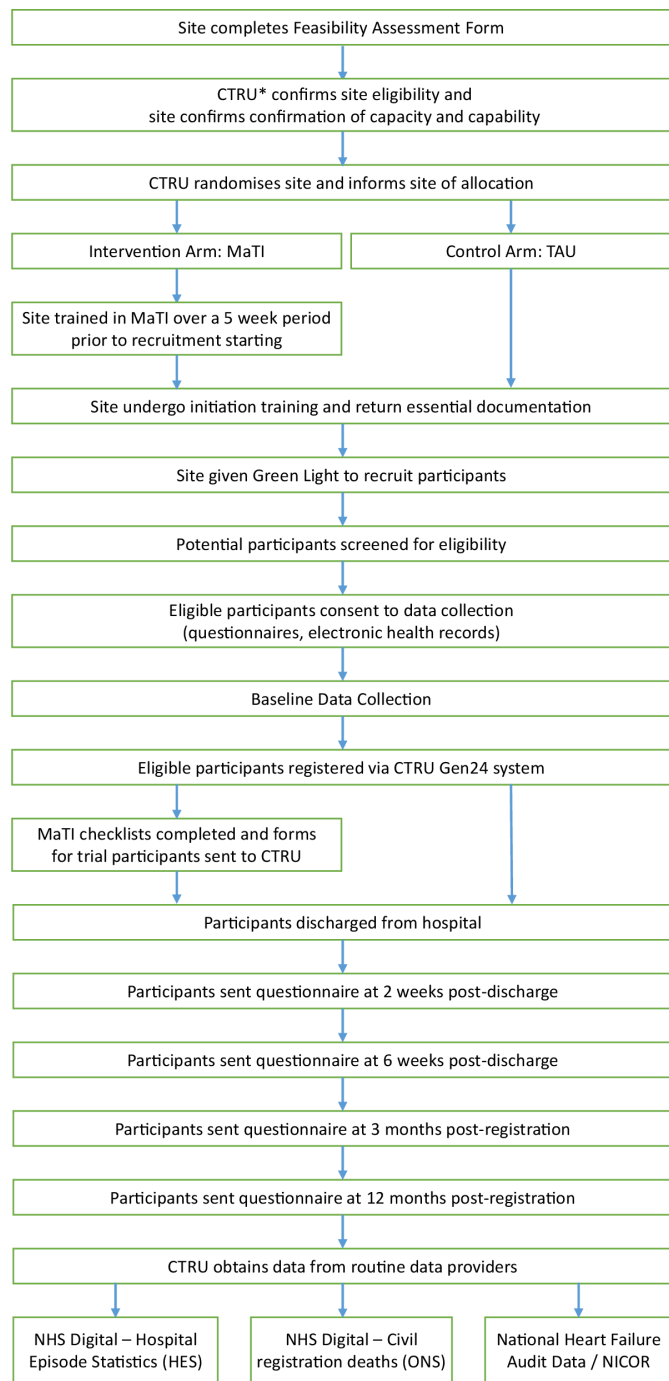 Site completes Feasibility Assessment Form
CTRU* confirms site eligibility and
site confirms confirmation of capacity and capability
CTRU randomises site and informs site of allocation
Intervention Arm: MaTI
Control Arm: TAU
Site trained in MaTI over a 5 week period
prior to recruitment starting
Site undergo initiation training and return essential documentation
Site given Green Light to recruit participants
Potential participants screened for eligibility
Eligible participants consent to data collection
(questionnaires, electronic health records)
Baseline Data Collection
Eligible participants registered via CTRU Gen24 system
MaTI checklists completed and forms
for trial participants sent to CTRU
Participants discharged from hospital
Participants sent questionnaire at 2 weeks post-discharge
Participants sent questionnaire at 6 weeks post-discharge
Participants sent questionnaire at 3 months post-registration
Participants sent questionnaire at 12 months post-registration
CTRU obtains data from routine data providers
NHS Digital – Hospital
Episode Statistics (HES)
NHS Digital – Civil
registration deaths (ONS)
National Heart Failure
Audit Data / NICOR